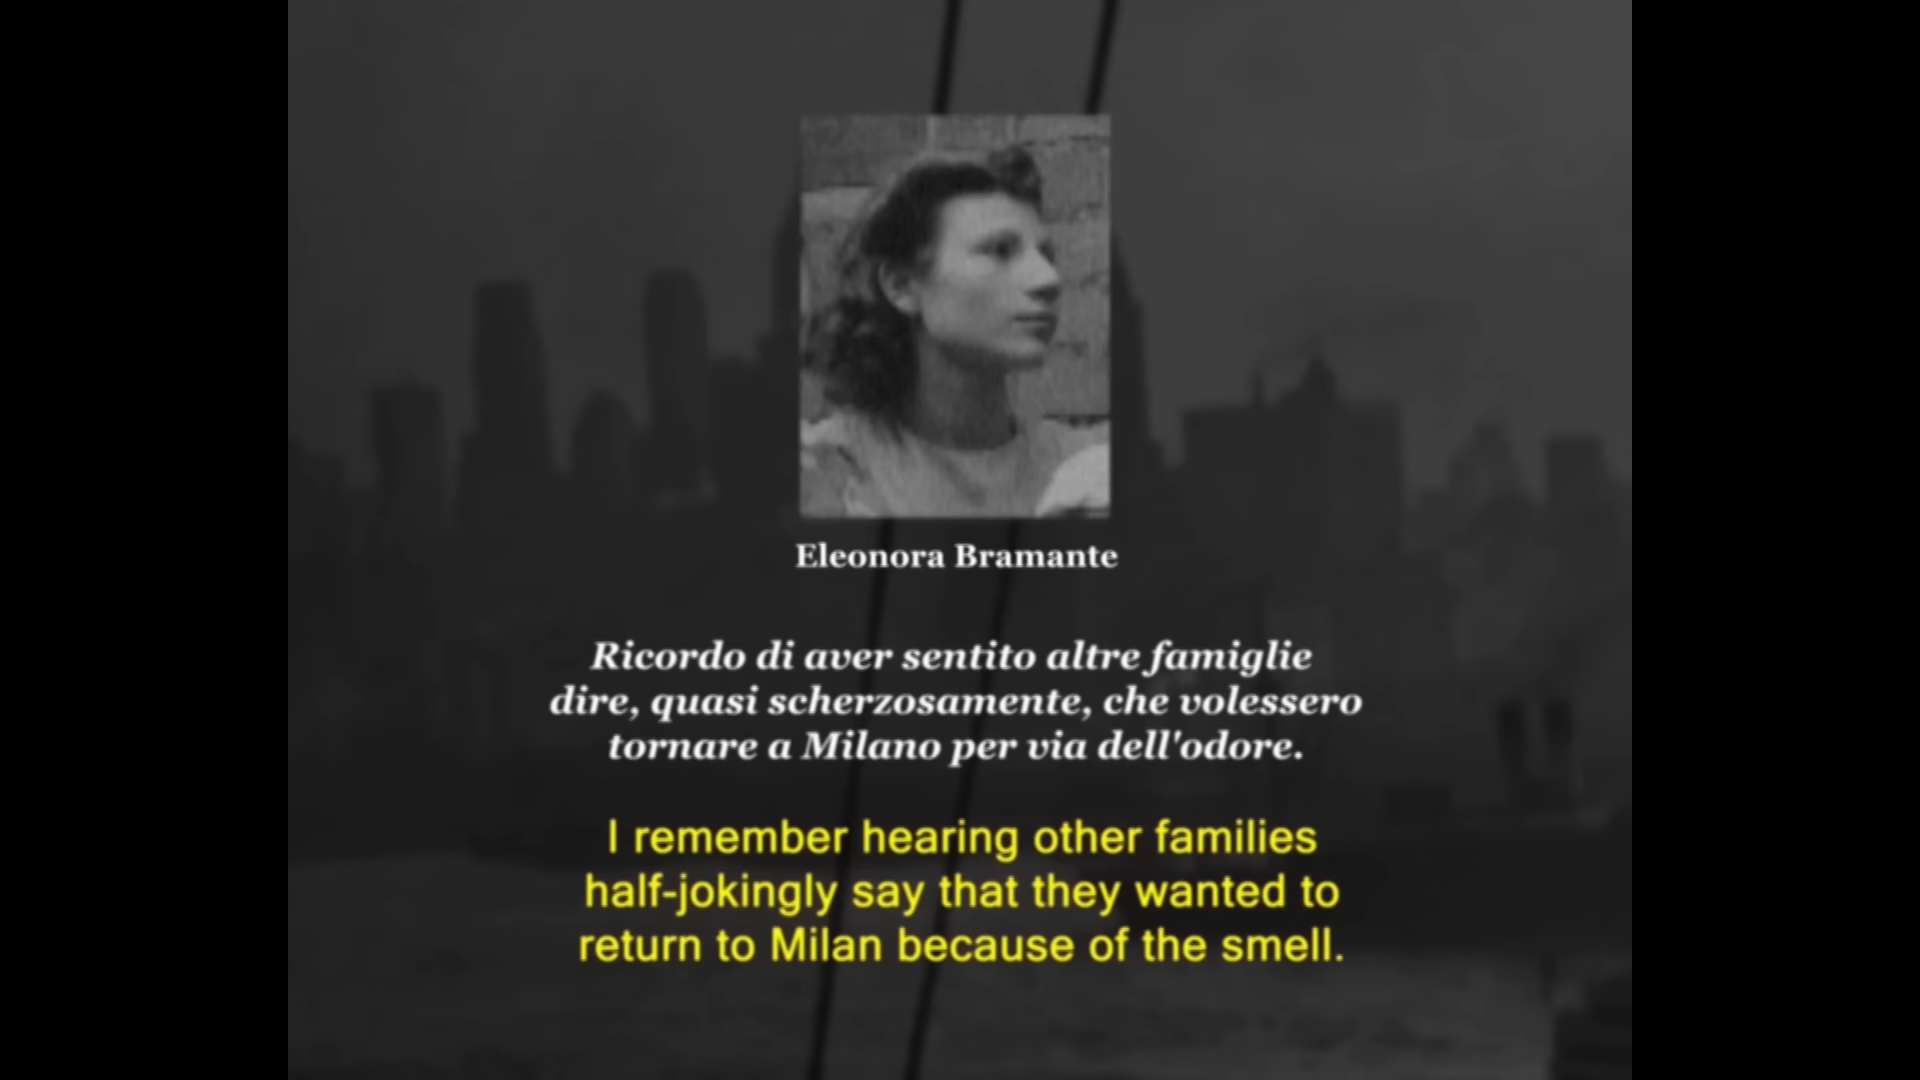 Eleonora Bramante
Ricordo di aver sentito altre famiglie
dire, quasi scherzosamente, che volessero
tornare a Milano per via dell'odore.
I remember hearing other families
half-jokingly say that they wanted to
return to Milan because of the smell.